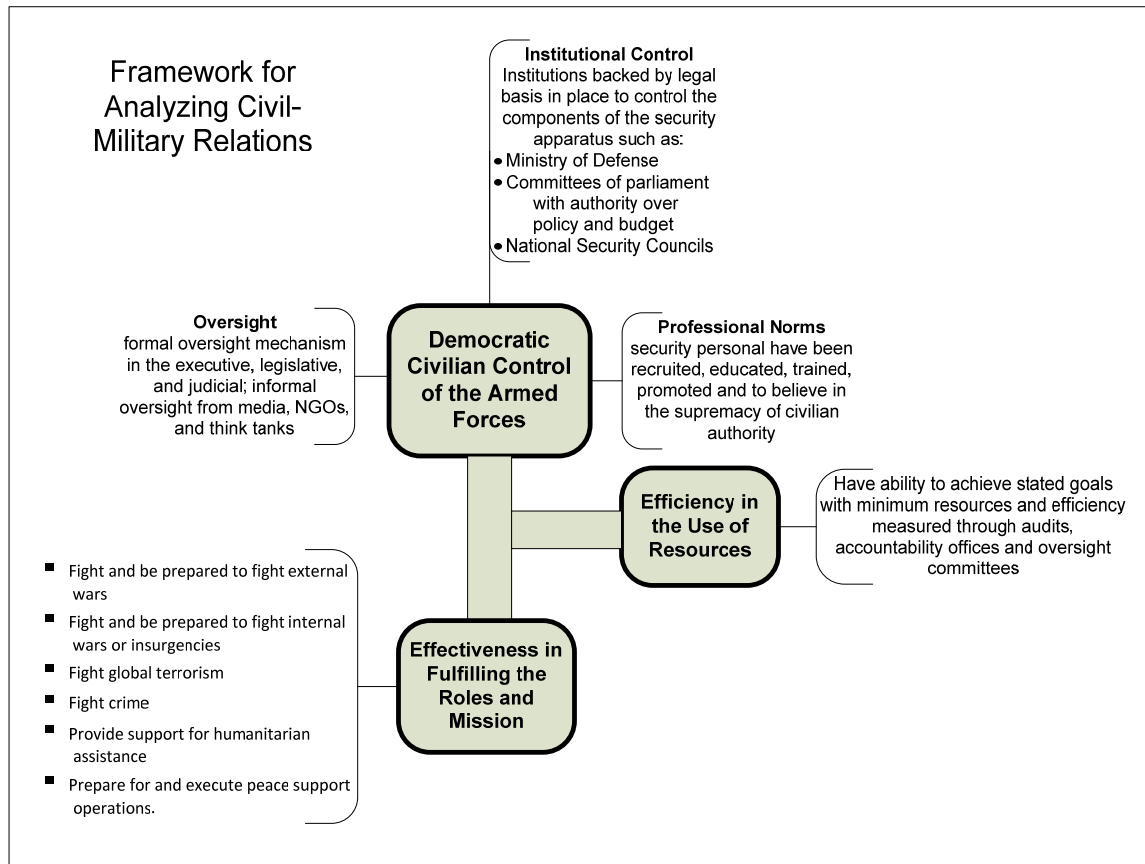 Framework for
Analyzing Civil-
Military Relations
Institutional Control
Institutions backed by legal
basis in place to control the
components of the security
apparatus such as:
• Ministry of Defense
• Committees of parliament
with authority over
policy and budget
• National Security Councils
Oversight
formal oversight mechanism
in the executive, legislative,
and judicial; informal
oversight from media, NGOs,
and think tanks
Democratic
Civilian Control
of the Armed
Forces
Professional Norms
security personal have been
recruited, educated, trained,
promoted and to believe in
the supremacy of civilian
authority
Efficiency in
the Use of
Resources
Have ability to achieve stated goals
with minimum resources and efficiency
measured through audits,
accountability offices and oversight
committees
▪ Fight and be prepared to fight external
wars
▪ Fight and be prepared to fight internal
wars or insurgencies
▪ Fight global terrorism
▪ Fight crime
▪ Provide support for humanitarian
assistance
▪ Prepare for and execute peace support
operations.
Effectiveness in
Fulfilling the
Roles and
Mission